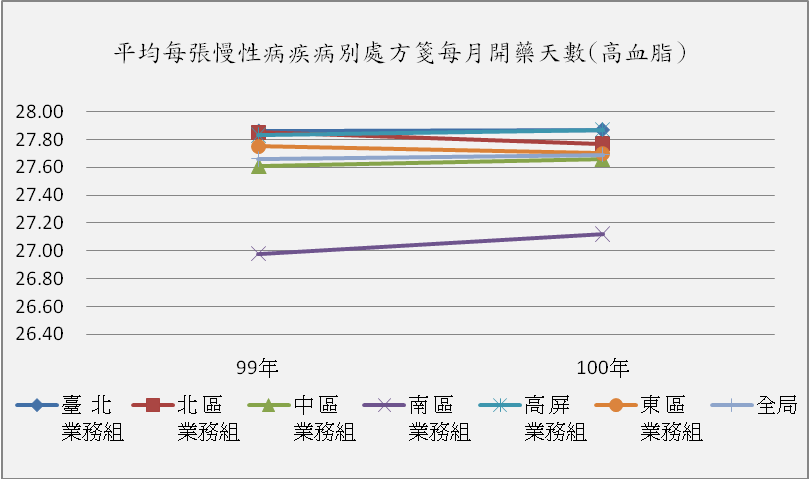 平均每張慢性病疾病別處方箋每月開藥天數(高血脂)
28.00
27.80
27.60
27.40
27.20
27.00
26.80
26.60
26.40
99年
100年
臺 北
業務組
北區
業務組
中區
業務組
南區
業務組
高屏
業務組
東區
業務組
全局